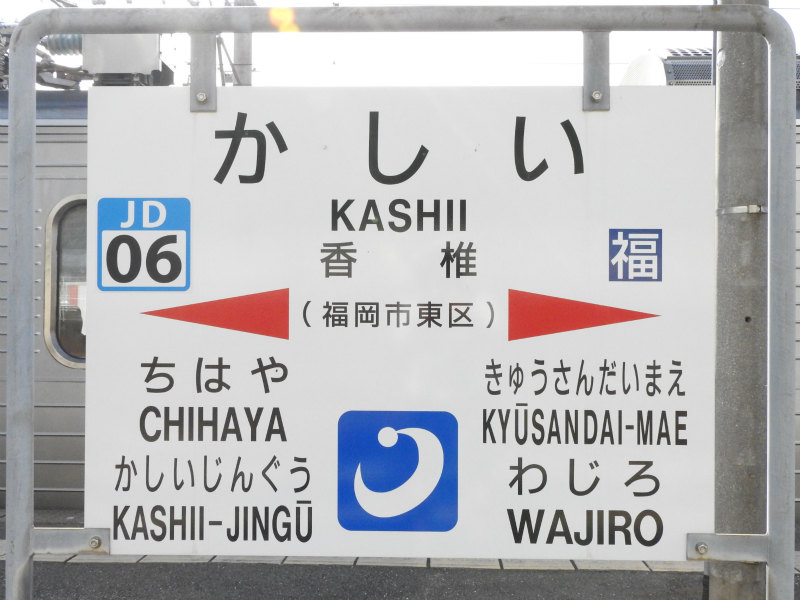 かしい
JD
06
KASHII
香椎
福
(福岡市東区)
ちはや
CHIHAYA
かしいじんぐう
KASHII-JINGŪ
きゅうさんだいまえ
KYŪSANDAI-MAE
わじろ
WAJIRO